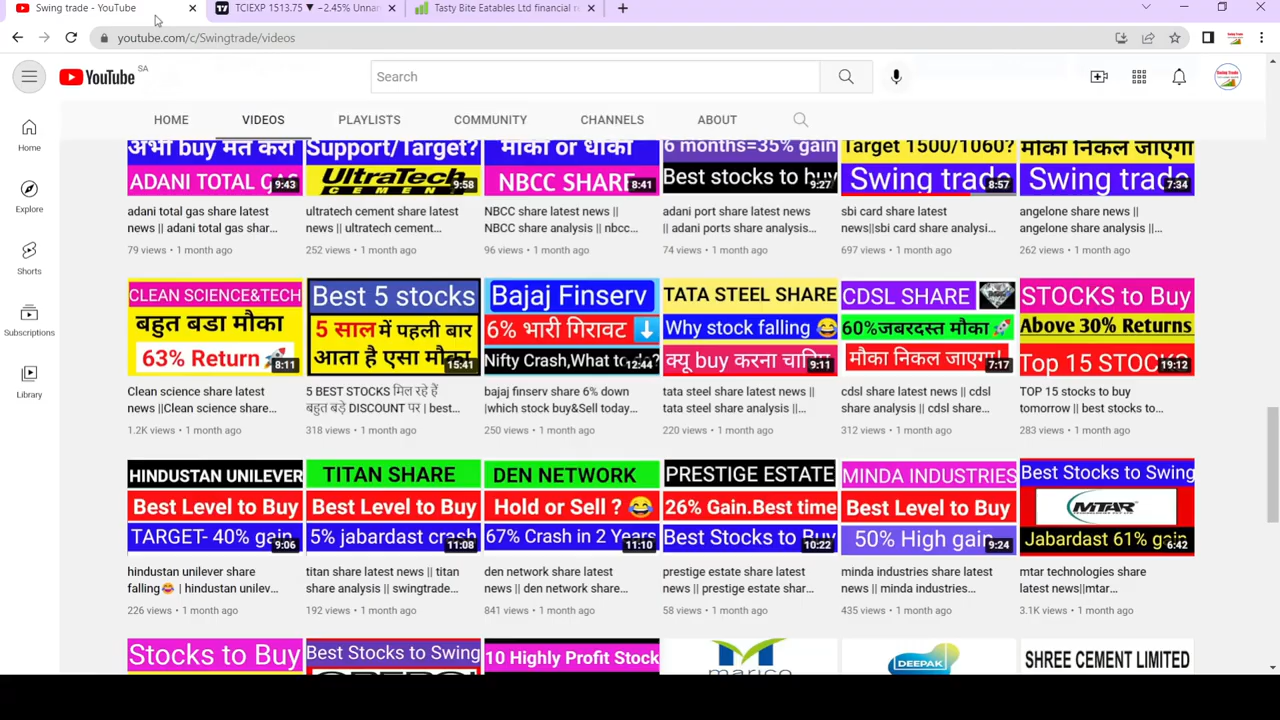 Swing trade - YouTube
TCIEXP 1513.75 ▼ −2.45% Unnar
Tasty Bite Eatables Ltd financial re
youtube.com/c/Swingtrade/videos
YouTube SA
Search
HOME VIDEOS PLAYLISTS COMMUNITY CHANNELS ABOUT
Home
Explore
Shorts
Subscriptions
Library
अभी buy मत करो
ADANI TOTAL GAS
9:43
Support/Target?
UltraTech
CEMENT
9:58
मौका or धोका
NBCC SHARE
8:41
6 months=35% gain
Best stocks to buy
9:27
Target 1500/1060?
Swing trade
8:57
मौका निकल जाएगा
Swing trade
7:34
adani total gas share latest
news || adani total gas shar...
79 views • 1 month ago
ultratech cement share latest
news || ultratech cement...
252 views • 1 month ago
NBCC share latest news ||
NBCC share analysis || nbcc...
96 views • 1 month ago
adani port share latest news
|| adani ports share analysis...
74 views • 1 month ago
sbi card share latest
news||sbi card share analysi...
697 views • 1 month ago
angelone share news ||
angelone share analysis ||...
262 views • 1 month ago
CLEAN SCIENCE&TECH
बहुत बडा मौका
63% Return 🚀
8:11
Best 5 stocks
5 साल में पहली बार
आता है एसा मौका
15:41
Bajaj Finserv
6% भारी गिरावट ⬇
Nifty Crash,What to do?
12:44
TATA STEEL SHARE
Why stock falling 😂
क्यू buy करना चाहि
9:11
CDSL SHARE 💎
60%जबरदस्त मौका🚀
मौका निकल जाएगा!
7:17
STOCKS to Buy
Above 30% Returns
Top 15 STOCKS
19:12
Clean science share latest
news ||Clean science share...
1.2K views • 1 month ago
5 BEST STOCKS मिल रहे हैं
बहुत बड़े DISCOUNT पर | best...
318 views • 1 month ago
bajaj finserv share 6% down
|which stock buy&Sell today...
250 views • 1 month ago
tata steel share latest news ||
tata steel share analysis ||...
220 views • 1 month ago
cdsl share latest news || cdsl
share analysis || cdsl share...
312 views • 1 month ago
TOP 15 stocks to buy
tomorrow || best stocks to...
283 views • 1 month ago
HINDUSTAN UNILEVER
Best Level to Buy
TARGET- 40% gain
9:06
TITAN SHARE
Best Level to Buy
5% jabardast crash
11:08
DEN NETWORK
Hold or Sell ? 😂
67% Crash in 2 Years
11:10
PRESTIGE ESTATE
26% Gain.Best time
Best Stocks to Buy
10:22
MINDA INDUSTRIES
Best Level to Buy
50% High gain
9:24
Best Stocks to Swing
MTAR
Jabardast 61% gain
6:42
hindustan unilever share
falling😂 | hindustan unilev...
226 views • 1 month ago
titan share latest news || titan
share analysis || swingtrade...
192 views • 1 month ago
den network share latest
news || den network share...
841 views • 1 month ago
prestige estate share latest
news || prestige estate shar...
58 views • 1 month ago
minda industries share latest
news || minda industries...
435 views • 1 month ago
mtar technologies share
latest news||mtar...
3.1K views • 1 month ago
Stocks to Buy
Best Stocks to Swing
10 Highly Profit Stock
marico
DEEPAK
SHREE CEMENT LIMITED